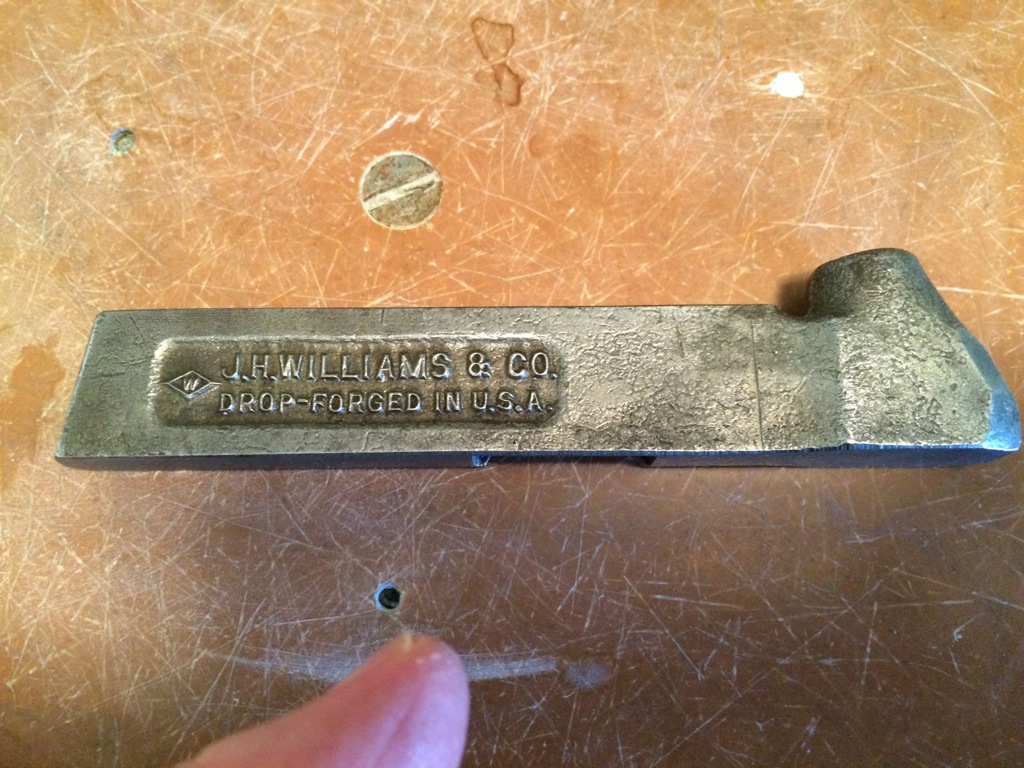 W
J.H.WILLIAMS & CO.
DROP-FORGED IN U.S.A.